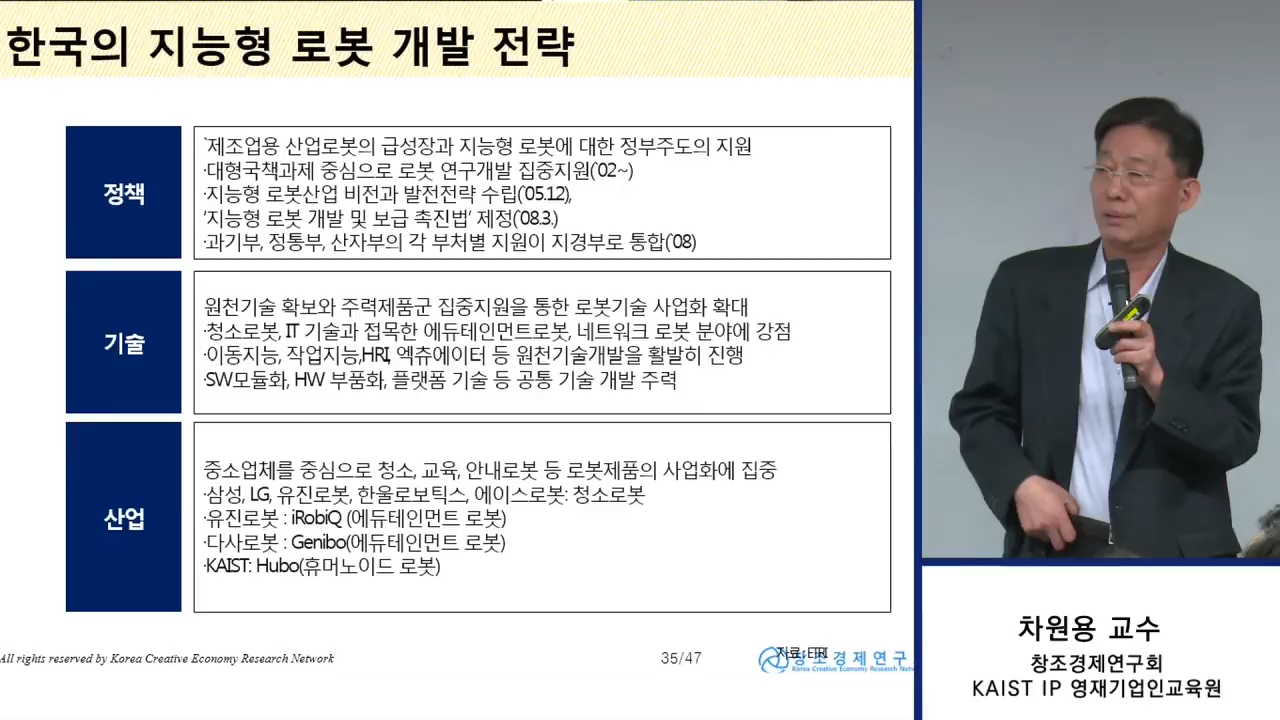 한국의 지능형 로봇 개발 전략
정책
`제조업용 산업로봇의 급성장과 지능형 로봇에 대한 정부주도의 지원
·대형국책과제 중심으로 로봇 연구개발 집중지원('02~)
·지능형 로봇산업 비전과 발전전략 수립('05.12),
'지능형 로봇 개발 및 보급 촉진법' 제정('08.3.)
·과기부, 정통부, 산자부의 각 부처별 지원이 지경부로 통합('08)
기술
원천기술 확보와 주력제품군 집중지원을 통한 로봇기술 사업화 확대
·청소로봇, IT 기술과 접목한 에듀테인먼트로봇, 네트워크 로봇 분야에 강점
·이동지능, 작업지능,HRI, 엑츄에이터 등 원천기술개발을 활발히 진행
·SW모듈화, HW 부품화, 플랫폼 기술 등 공통 기술 개발 주력
산업
중소업체를 중심으로 청소, 교육, 안내로봇 등 로봇제품의 사업화에 집중
·삼성, LG, 유진로봇, 한울로보틱스, 에이스로봇: 청소로봇
·유진로봇 : iRobiQ (에듀테인먼트 로봇)
·다사로봇 : Genibo(에듀테인먼트 로봇)
·KAIST: Hubo(휴머노이드 로봇)
All rights reserved by Korea Creative Economy Research Network
35/47
자료:ETRI
창조경제연구
Korea Creative Economy Research Netw
차원용 교수
창조경제연구회
KAIST IP 영재기업인교육원